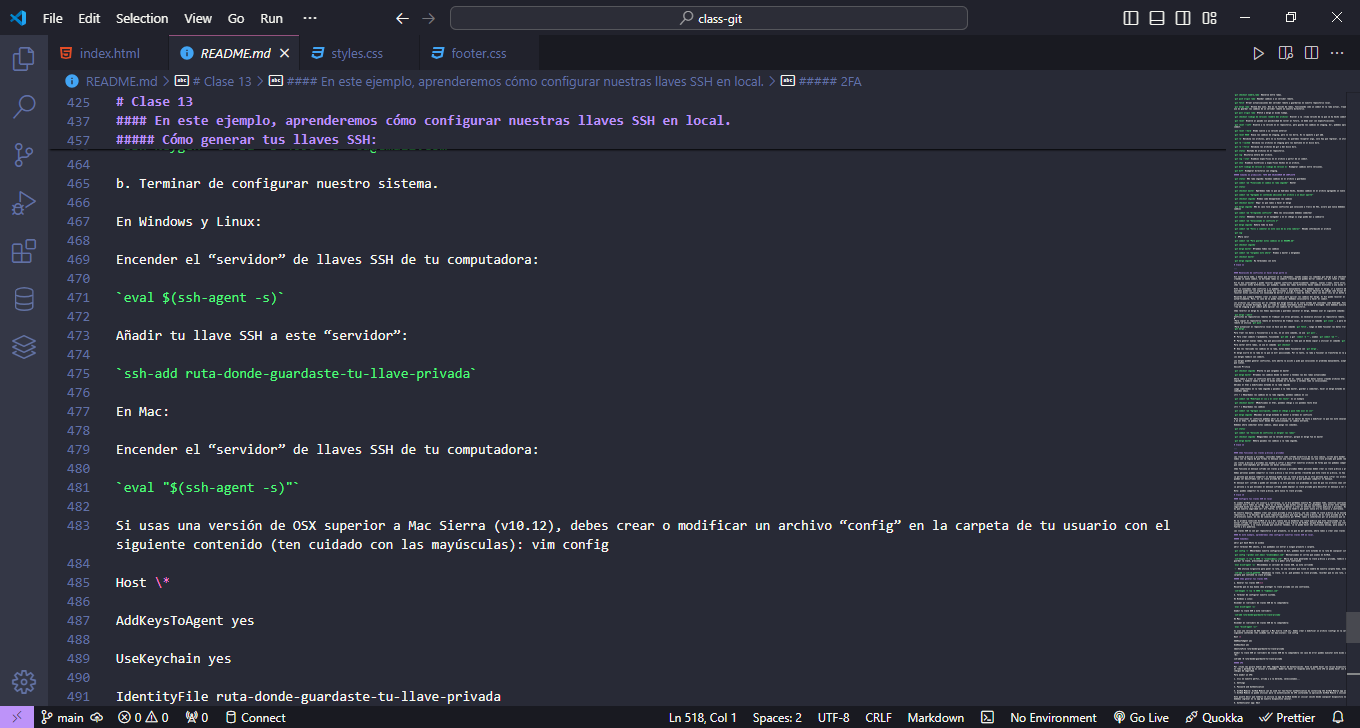 File Edit Selection View Go Run ··· class-git
index.html README.md styles.css footer.css
README.md > # Clase 13 > #### En este ejemplo, aprenderemos cómo configurar nuestras llaves SSH en local. > ##### 2FA
425 # Clase 13
437 #### En este ejemplo, aprenderemos cómo configurar nuestras llaves SSH en local.
457 ##### Cómo generar tus llaves SSH:
464
465 b. Terminar de configurar nuestro sistema.
466
467 En Windows y Linux:
468
469 Encender el “servidor” de llaves SSH de tu computadora:
470
471 `eval $(ssh-agent -s)`
472
473 Añadir tu llave SSH a este “servidor”:
474
475 `ssh-add ruta-donde-guardaste-tu-llave-privada`
476
477 En Mac:
478
479 Encender el “servidor” de llaves SSH de tu computadora:
480
481 `eval "$(ssh-agent -s)"`
482
483 Si usas una versión de OSX superior a Mac Sierra (v10.12), debes crear o modificar un archivo “config” en la carpeta de tu usuario con el
siguiente contenido (ten cuidado con las mayúsculas): vim config
484
485 Host \*
486
487 AddKeysToAgent yes
488
489 UseKeychain yes
490
491 IdentityFile ruta-donde-guardaste-tu-llave-privada
main 0 0 0 Connect Ln 518, Col 1 Spaces: 2 UTF-8 CRLF Markdown No Environment Go Live Quokka Prettier